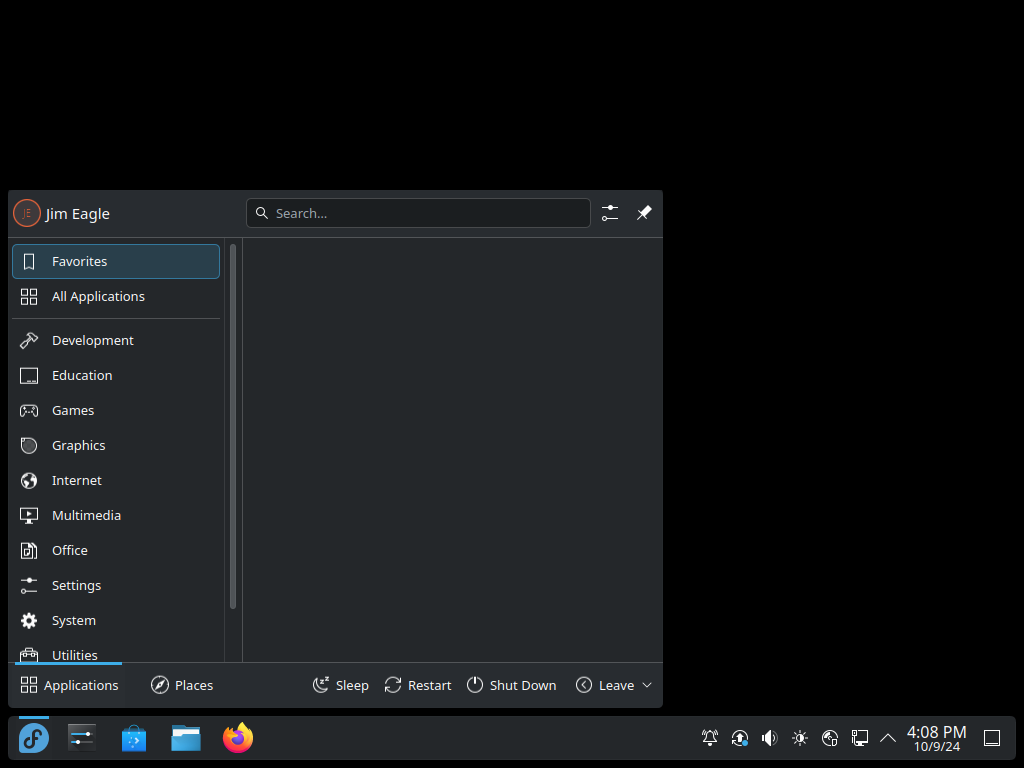 JE Jim Eagle
Search...
Favorites
All Applications
Development
Education
Games
Graphics
Internet
Multimedia
Office
Settings
System
Utilities
Applications Places Sleep Restart Shut Down Leave
4:08 PM
10/9/24